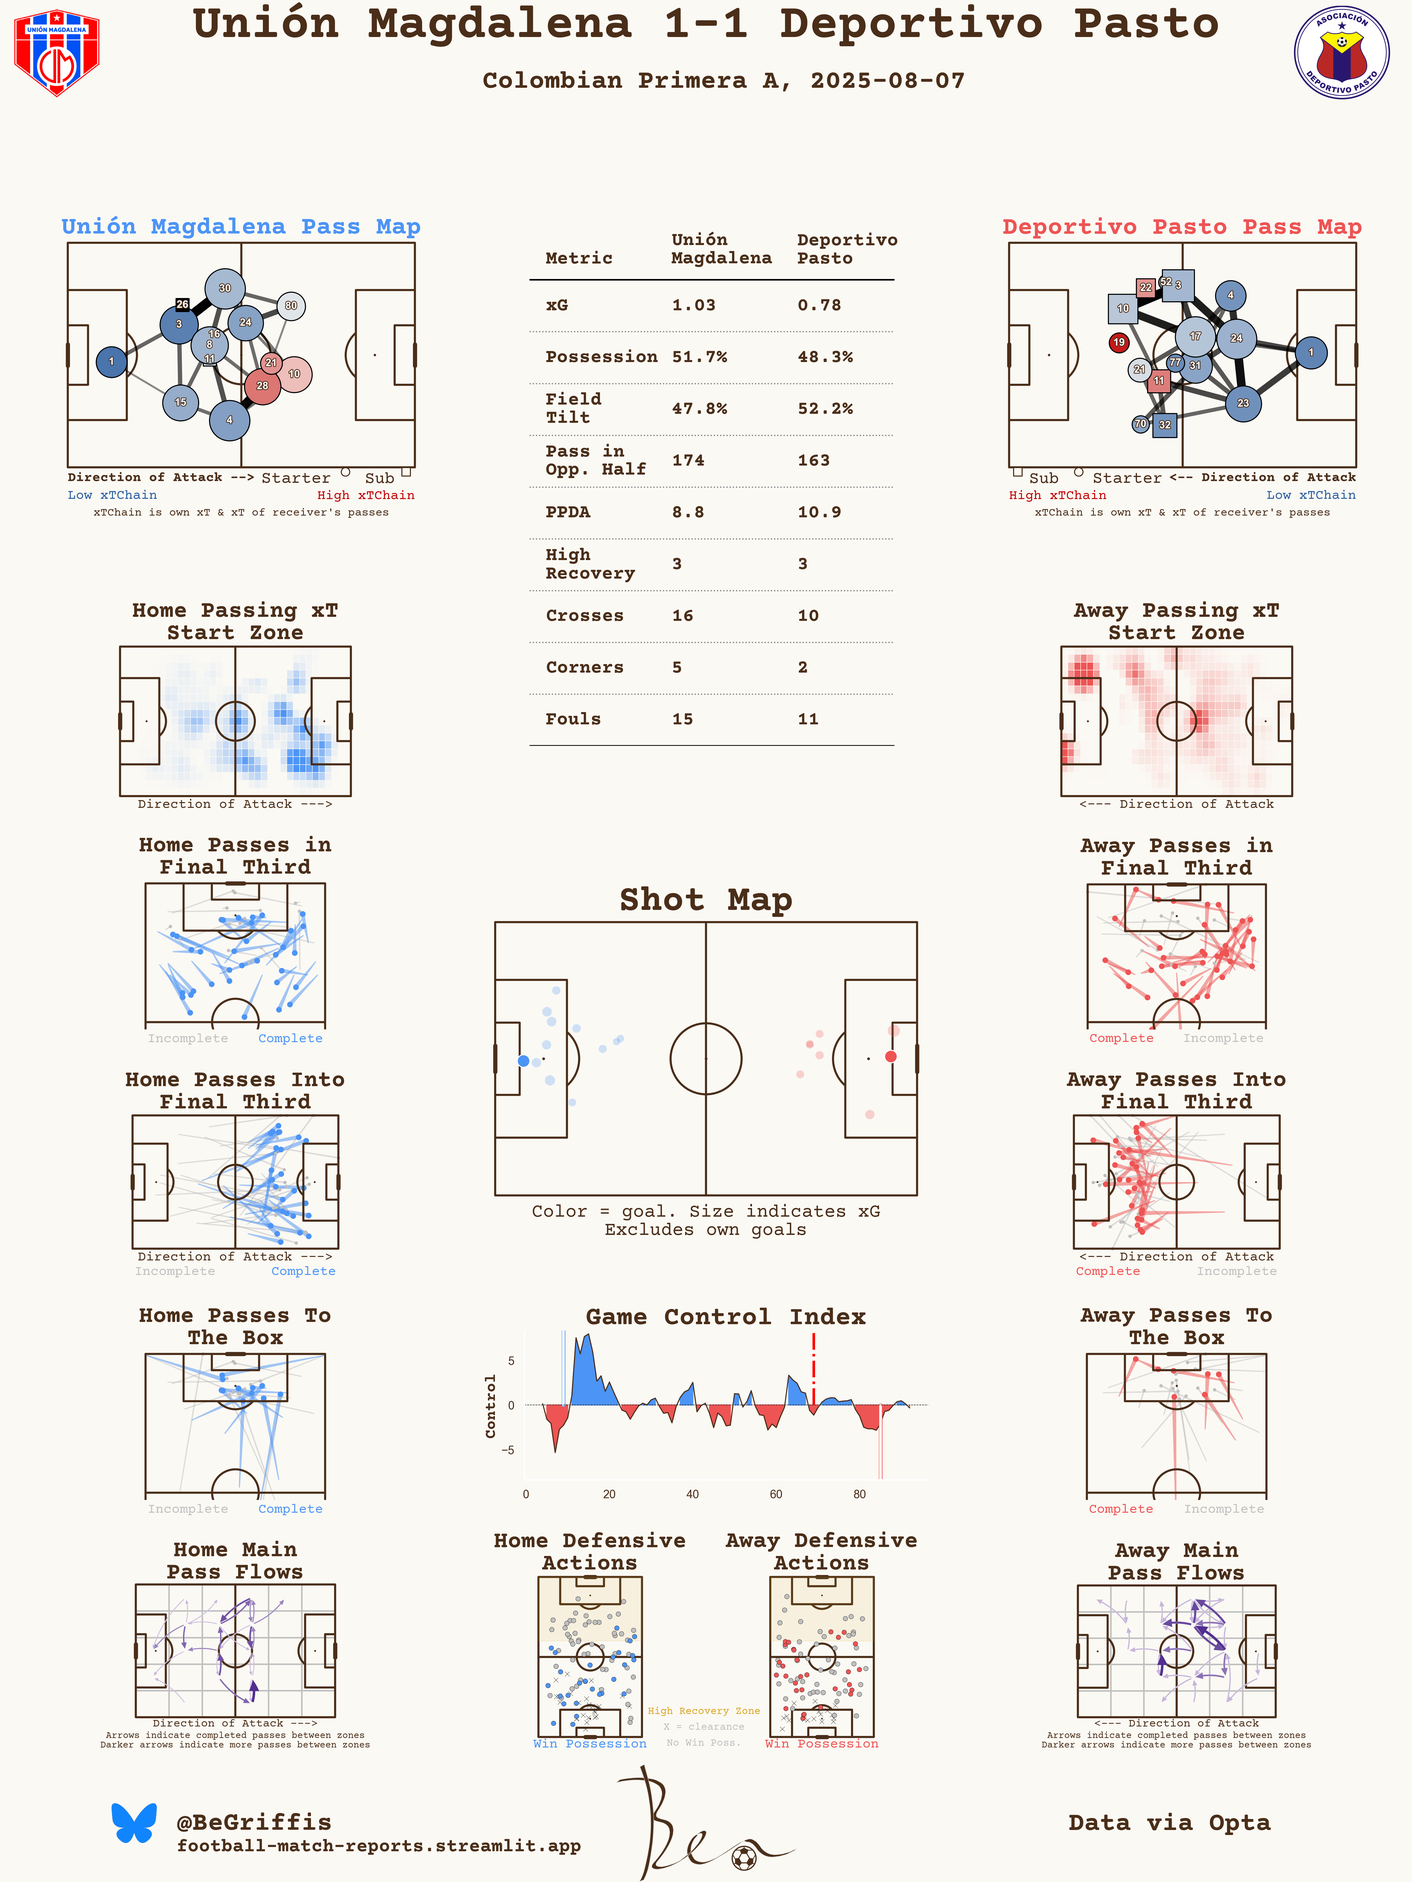 Unión Magdalena 1-1 Deportivo Pasto
Colombian Primera A, 2025-08-07
UNIÓN MAGDALENA
ASOCIACIÓN
DEPORTIVO PASTO
Unión Magdalena Pass Map
26
30
80
3
24
16
8
11
1
21
10
28
15
4
Direction of Attack --> Starter Sub
Low xTChain High xTChain
xTChain is own xT & xT of receiver's passes
Metric Unión Magdalena Deportivo Pasto
xG 1.03 0.78
Possession 51.7% 48.3%
Field Tilt 47.8% 52.2%
Pass in Opp. Half 174 163
PPDA 8.8 10.9
High Recovery 3 3
Crosses 16 10
Corners 5 2
Fouls 15 11
Deportivo Pasto Pass Map
22
52
3
4
10
17
24
19
1
21
77
31
11
23
70
32
Sub Starter <-- Direction of Attack
High xTChain Low xTChain
xTChain is own xT & xT of receiver's passes
Home Passing xT
Start Zone
Direction of Attack --->
Away Passing xT
Start Zone
<--- Direction of Attack
Home Passes in
Final Third
Incomplete Complete
Away Passes in
Final Third
Complete Incomplete
Shot Map
Color = goal. Size indicates xG
Excludes own goals
Home Passes Into
Final Third
Direction of Attack --->
Incomplete Complete
Away Passes Into
Final Third
<--- Direction of Attack
Complete Incomplete
Home Passes To
The Box
Incomplete Complete
Game Control Index
Control
5
0
−5
0 20 40 60 80
Away Passes To
The Box
Complete Incomplete
Home Main
Pass Flows
Direction of Attack --->
Arrows indicate completed passes between zones
Darker arrows indicate more passes between zones
Home Defensive
Actions
Win Possession
High Recovery Zone
X = clearance
No Win Poss.
Away Defensive
Actions
Win Possession
Away Main
Pass Flows
<--- Direction of Attack
Arrows indicate completed passes between zones
Darker arrows indicate more passes between zones
@BeGriffis
football-match-reports.streamlit.app
Ben
Data via Opta